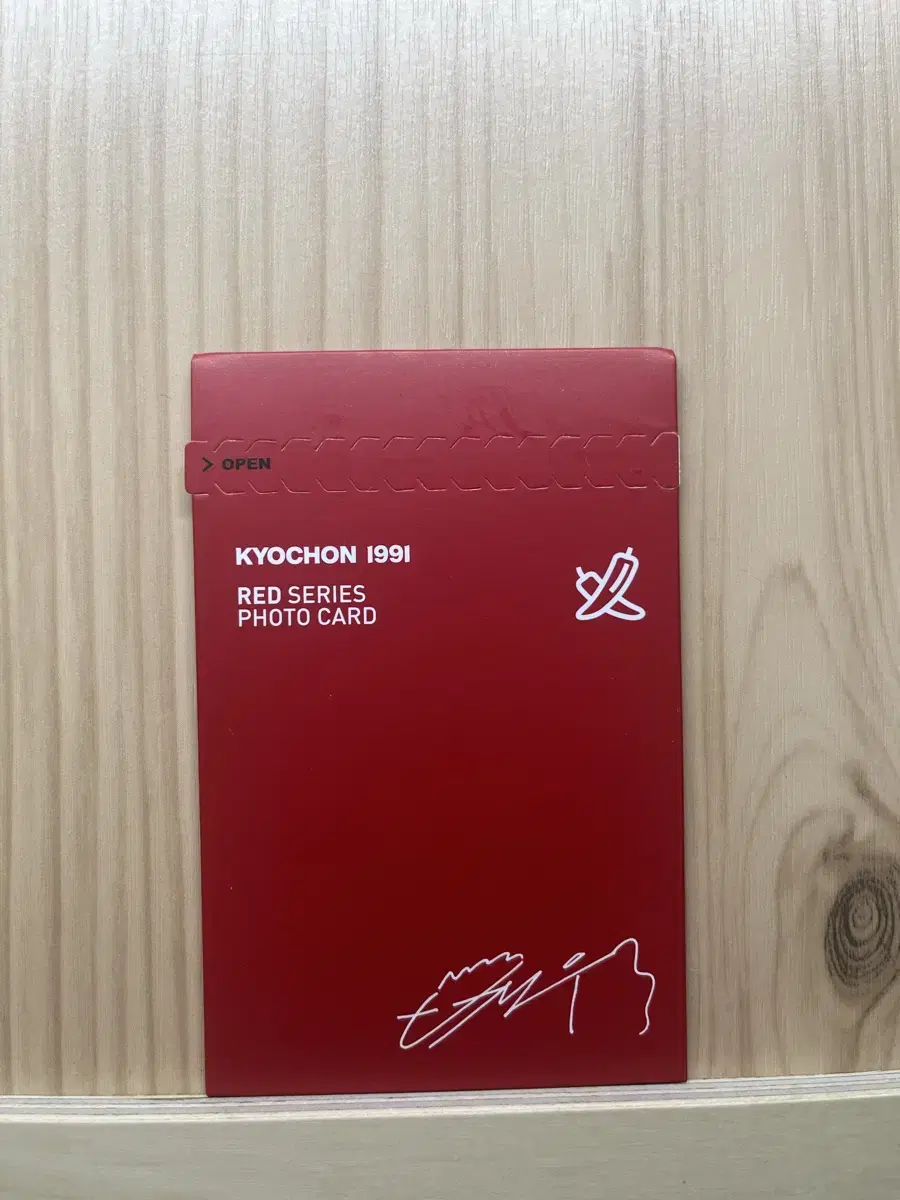 > OPEN
KYOCHON 1991
RED SERIES
PHOTO CARD